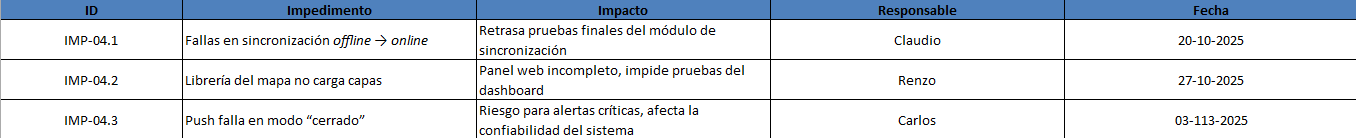 ID Impedimento Impacto Responsable Fecha
IMP-04.1 Fallas en sincronización offline → online Retrasa pruebas finales del módulo de sincronización Claudio 20-10-2025
IMP-04.2 Librería del mapa no carga capas Panel web incompleto, impide pruebas del dashboard Renzo 27-10-2025
IMP-04.3 Push falla en modo “cerrado” Riesgo para alertas críticas, afecta la confiabilidad del sistema Carlos 03-113-2025